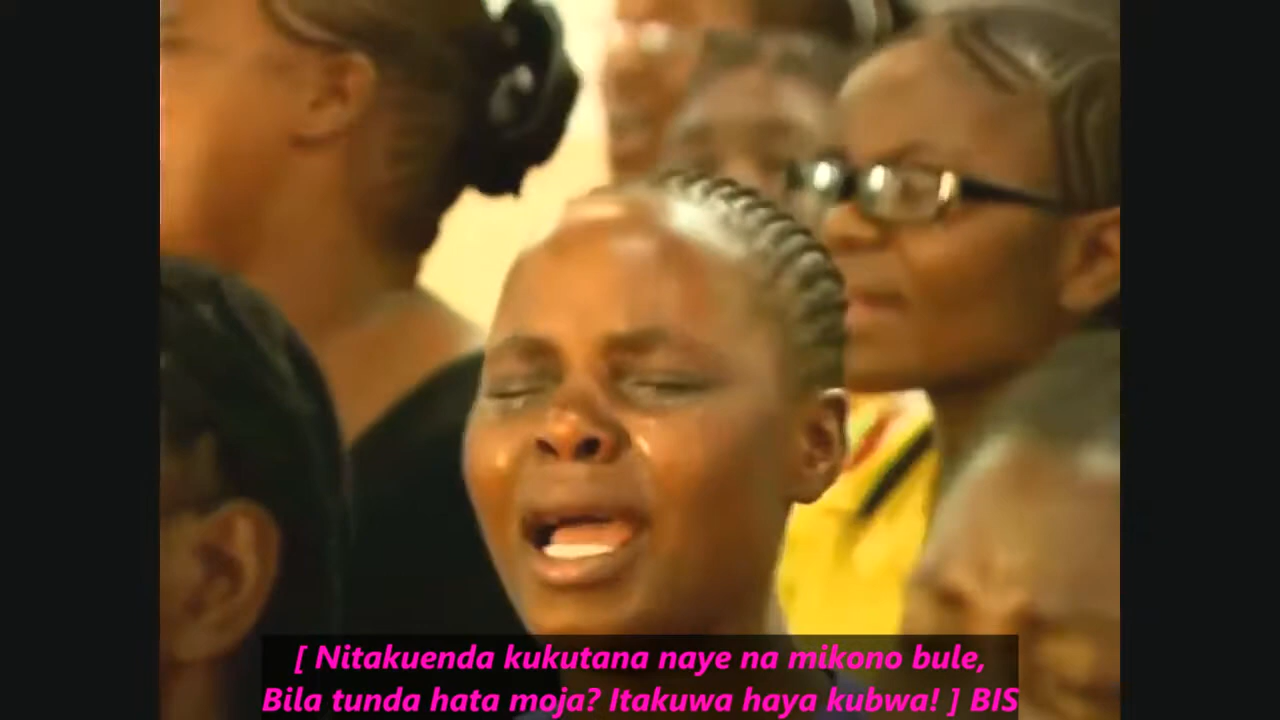 [ Nitakuenda kukutana naye na mikono bule,
Bila tunda hata moja? Itakuwa haya kubwa! ] BIS